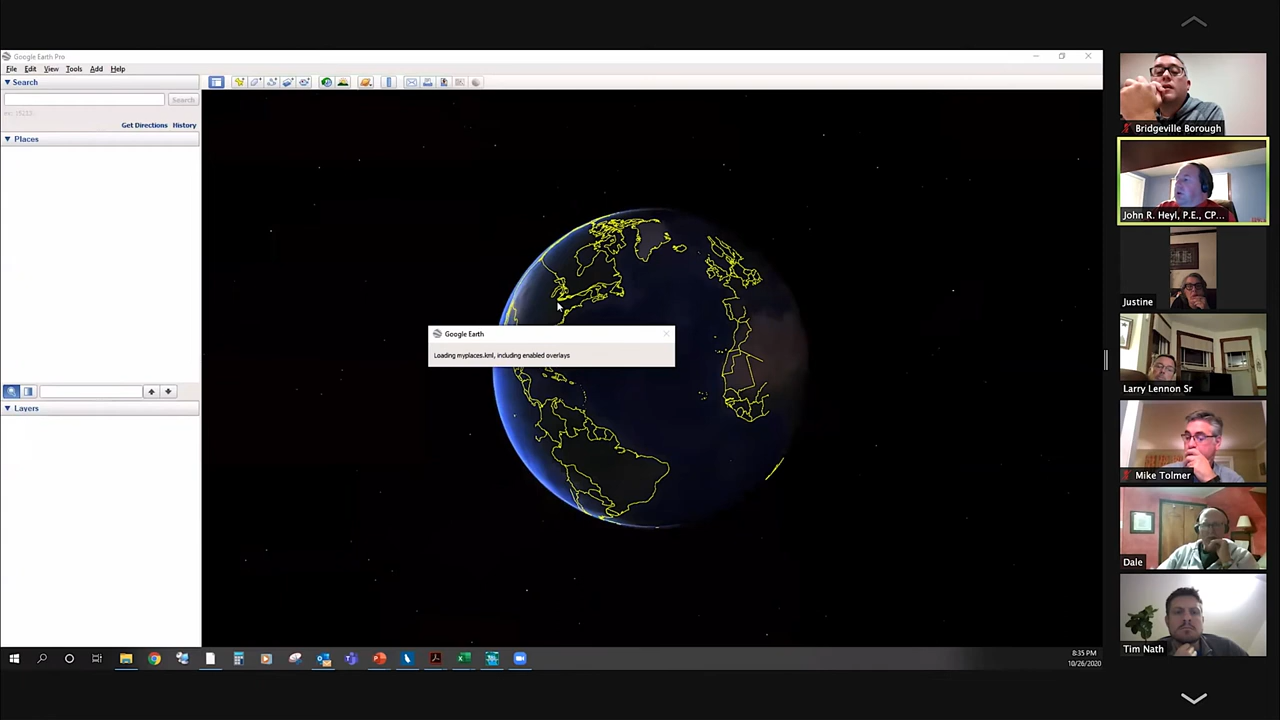 Google Earth Pro
File Edit View Tools Add Help
Search
Search
Get Directions History
Places
Google Earth
Loading myplaces.kml, including enabled overlays
Layers
8:35 PM
10/26/2020
Bridgeville Borough
John R. Heyl, P.E., CP...
Justine
Larry Lennon Sr
Mike Tolmer
Dale
Tim Nath